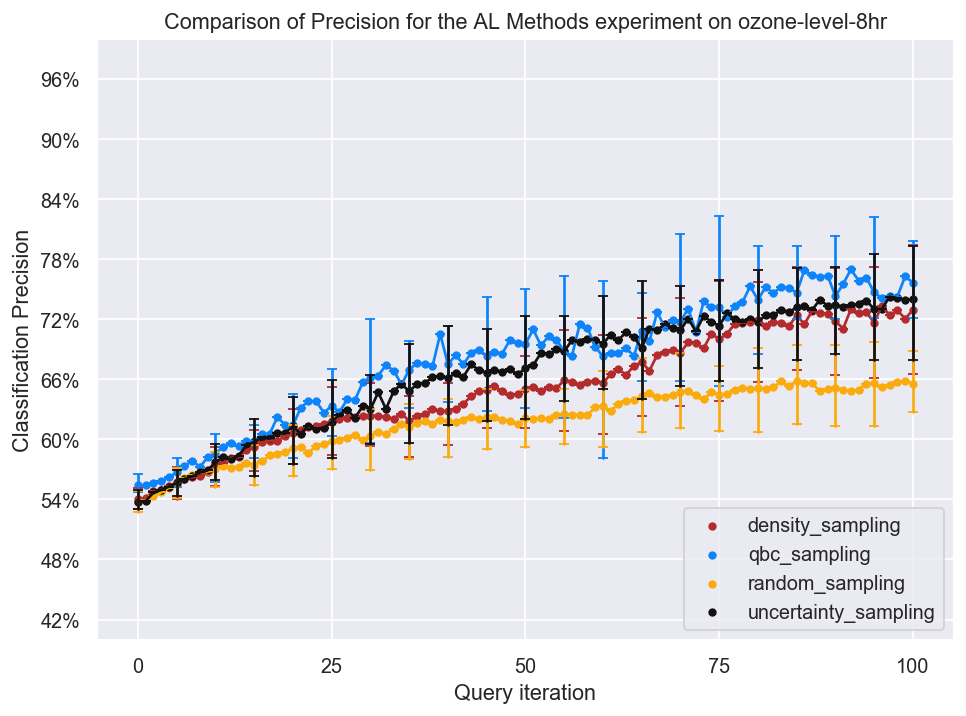 Comparison of Precision for the AL Methods experiment on ozone-level-8hr
96%
90%
84%
78%
72%
66%
60%
54%
48%
42%
Classification Precision
density_sampling
qbc_sampling
random_sampling
uncertainty_sampling
0 25 50 75 100
Query iteration